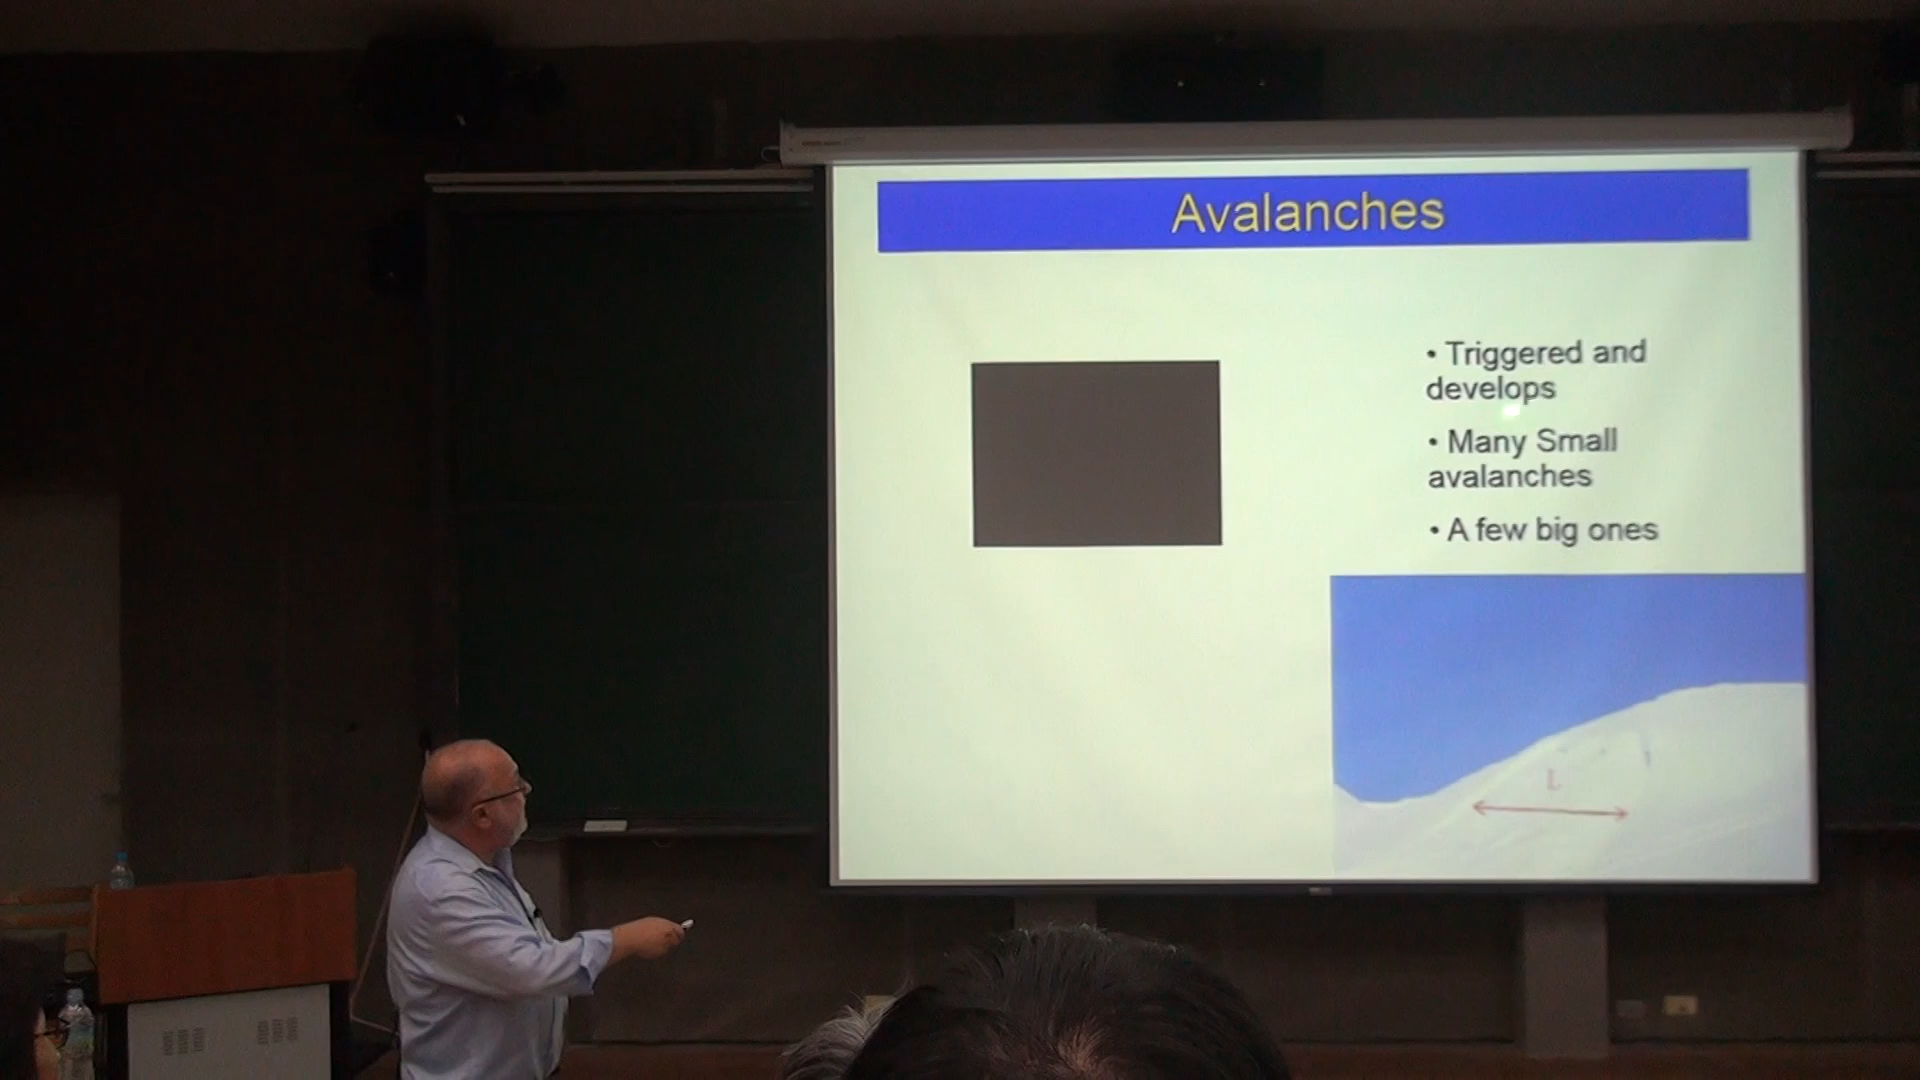 Avalanches
• Triggered and
develops
• Many Small
avalanches
• A few big ones
L